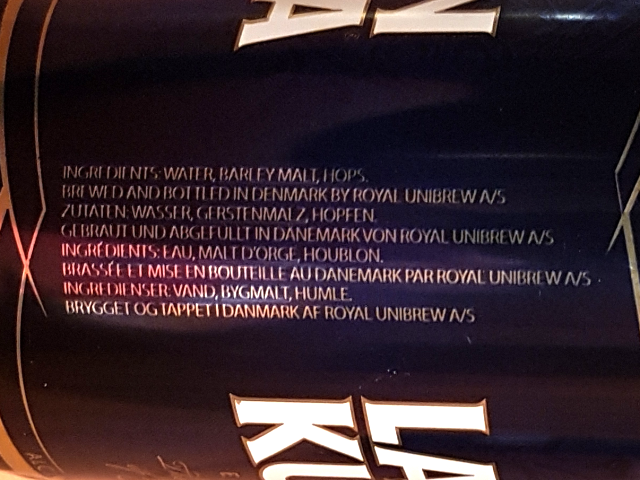 INGREDIENTS: WATER, BARLEY MALT, HOPS.
BREWED AND BOTTLED IN DENMARK BY ROYAL UNIBREW A/S
ZUTATEN: WASSER, GERSTENMALZ, HOPFEN.
GEBRAUT UND ABGEFÜLLT IN DÄNEMARK VON ROYAL UNIBREW A/S
INGRÉDIENTS: EAU, MALT D'ORGE, HOUBLON.
BRASSÉE ET MISE EN BOUTEILLE AU DANEMARK PAR ROYAL UNIBREW A/S
INGREDIENSER: VAND, BYGMALT, HUMLE.
BRYGGET OG TAPPET I DANMARK AF ROYAL UNIBREW A/S